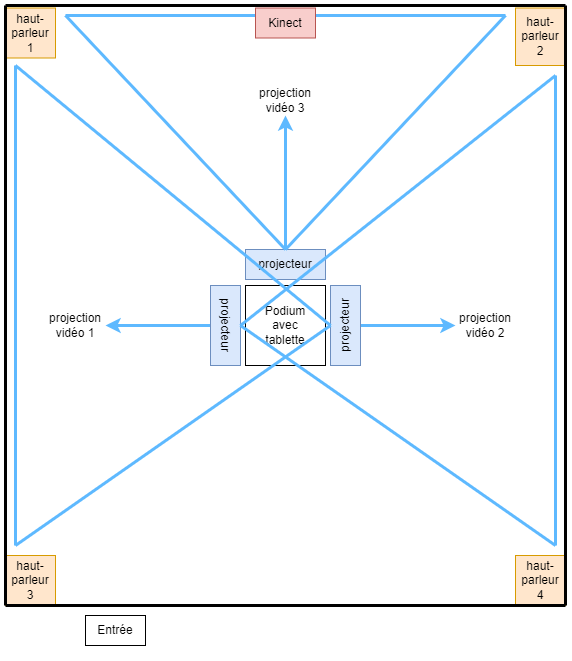 haut-
parleur
1
Kinect
haut-
parleur
2
projection
vidéo 3
projecteur
projection
vidéo 1
projecteur
Podium
avec
tablette
projecteur
projection
vidéo 2
haut-
parleur
3
haut-
parleur
4
Entrée